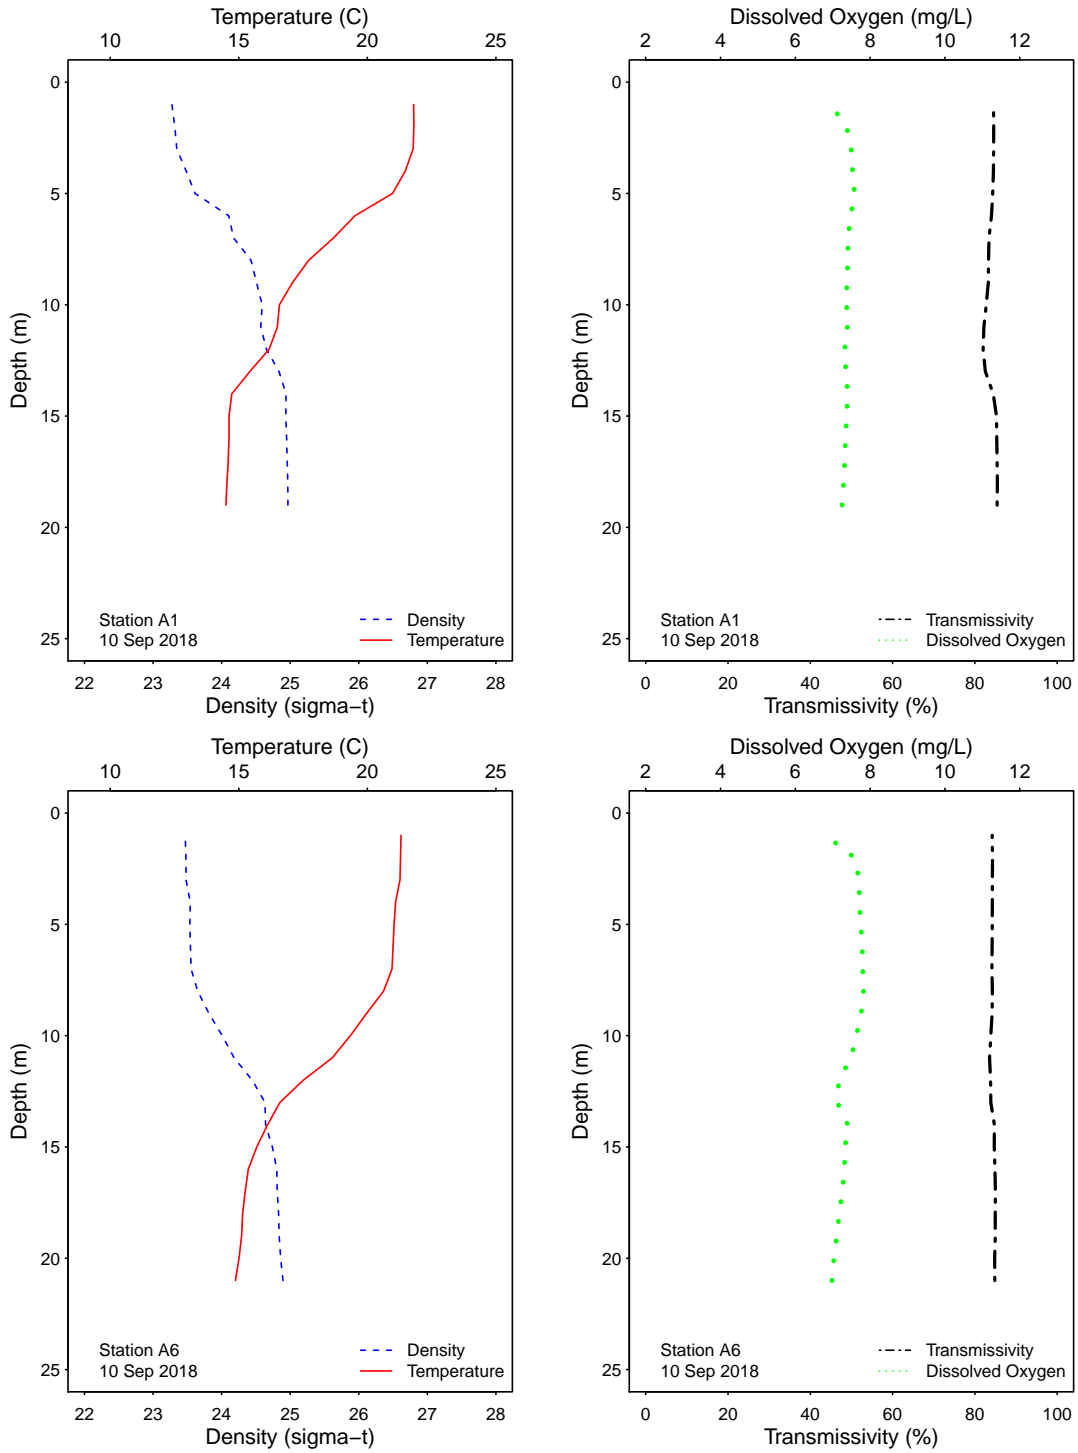 Temperature (C)
10 15 20 25
0
5
10
15
20
25
Depth (m)
Station A1
10 Sep 2018
Density
Temperature
22 23 24 25 26 27 28
Density (sigma−t)
Dissolved Oxygen (mg/L)
2 4 6 8 10 12
0
5
10
15
20
25
Depth (m)
Station A1
10 Sep 2018
Transmissivity
Dissolved Oxygen
0 20 40 60 80 100
Transmissivity (%)
Temperature (C)
10 15 20 25
0
5
10
15
20
25
Depth (m)
Station A6
10 Sep 2018
Density
Temperature
22 23 24 25 26 27 28
Density (sigma−t)
Dissolved Oxygen (mg/L)
2 4 6 8 10 12
0
5
10
15
20
25
Depth (m)
Station A6
10 Sep 2018
Transmissivity
Dissolved Oxygen
0 20 40 60 80 100
Transmissivity (%)